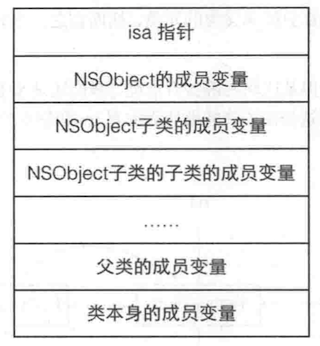 isa 指针
NSObject的成员变量
NSObject子类的成员变量
NSObject子类的子类的成员变量
……
父类的成员变量
类本身的成员变量